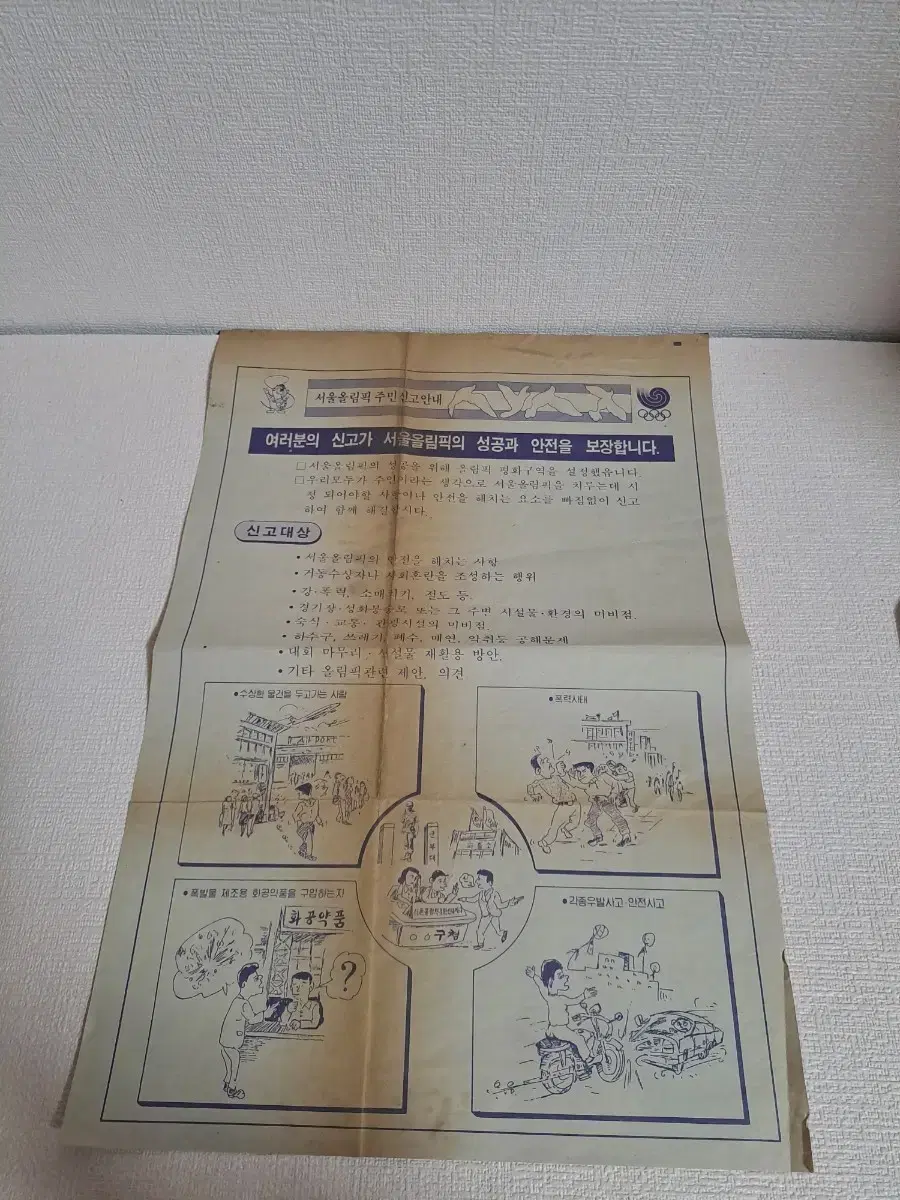 서울올림픽 주민신고안내
여러분의 신고가 서울올림픽의 성공과 안전을 보장합니다.
□서울올림픽의 성공을 위해 올림픽 평화구역을 설정했읍니다.
□우리모두가 주인이라는 생각으로 서울올림픽을 치루는데 시
정 되어야할 사항이나 안전을 해치는 요소를 빠짐없이 신고
하여 함께 해결합시다.
신고대상
•서울올림픽의 안전을 해치는 사항
•거동수상자나 사회혼란을 조성하는 행위
•강·폭력, 소매치기, 절도 등.
•경기장·성화봉송로 또는 그 주변 시설물·환경의 미비점.
•숙식·교통·관광시설의 미비점.
•하수구, 쓰레기, 폐수, 매연, 악취등 공해문제
•대회 마무리·시설물 재활용 방안.
•기타 올림픽관련 제안, 의견
•수상한 물건을 두고가는 사람
•폭력사태
군부대
○○구청
•폭발물 제조용 화공약품을 구입하는자
화공약품
?
•각종우발사고·안전사고